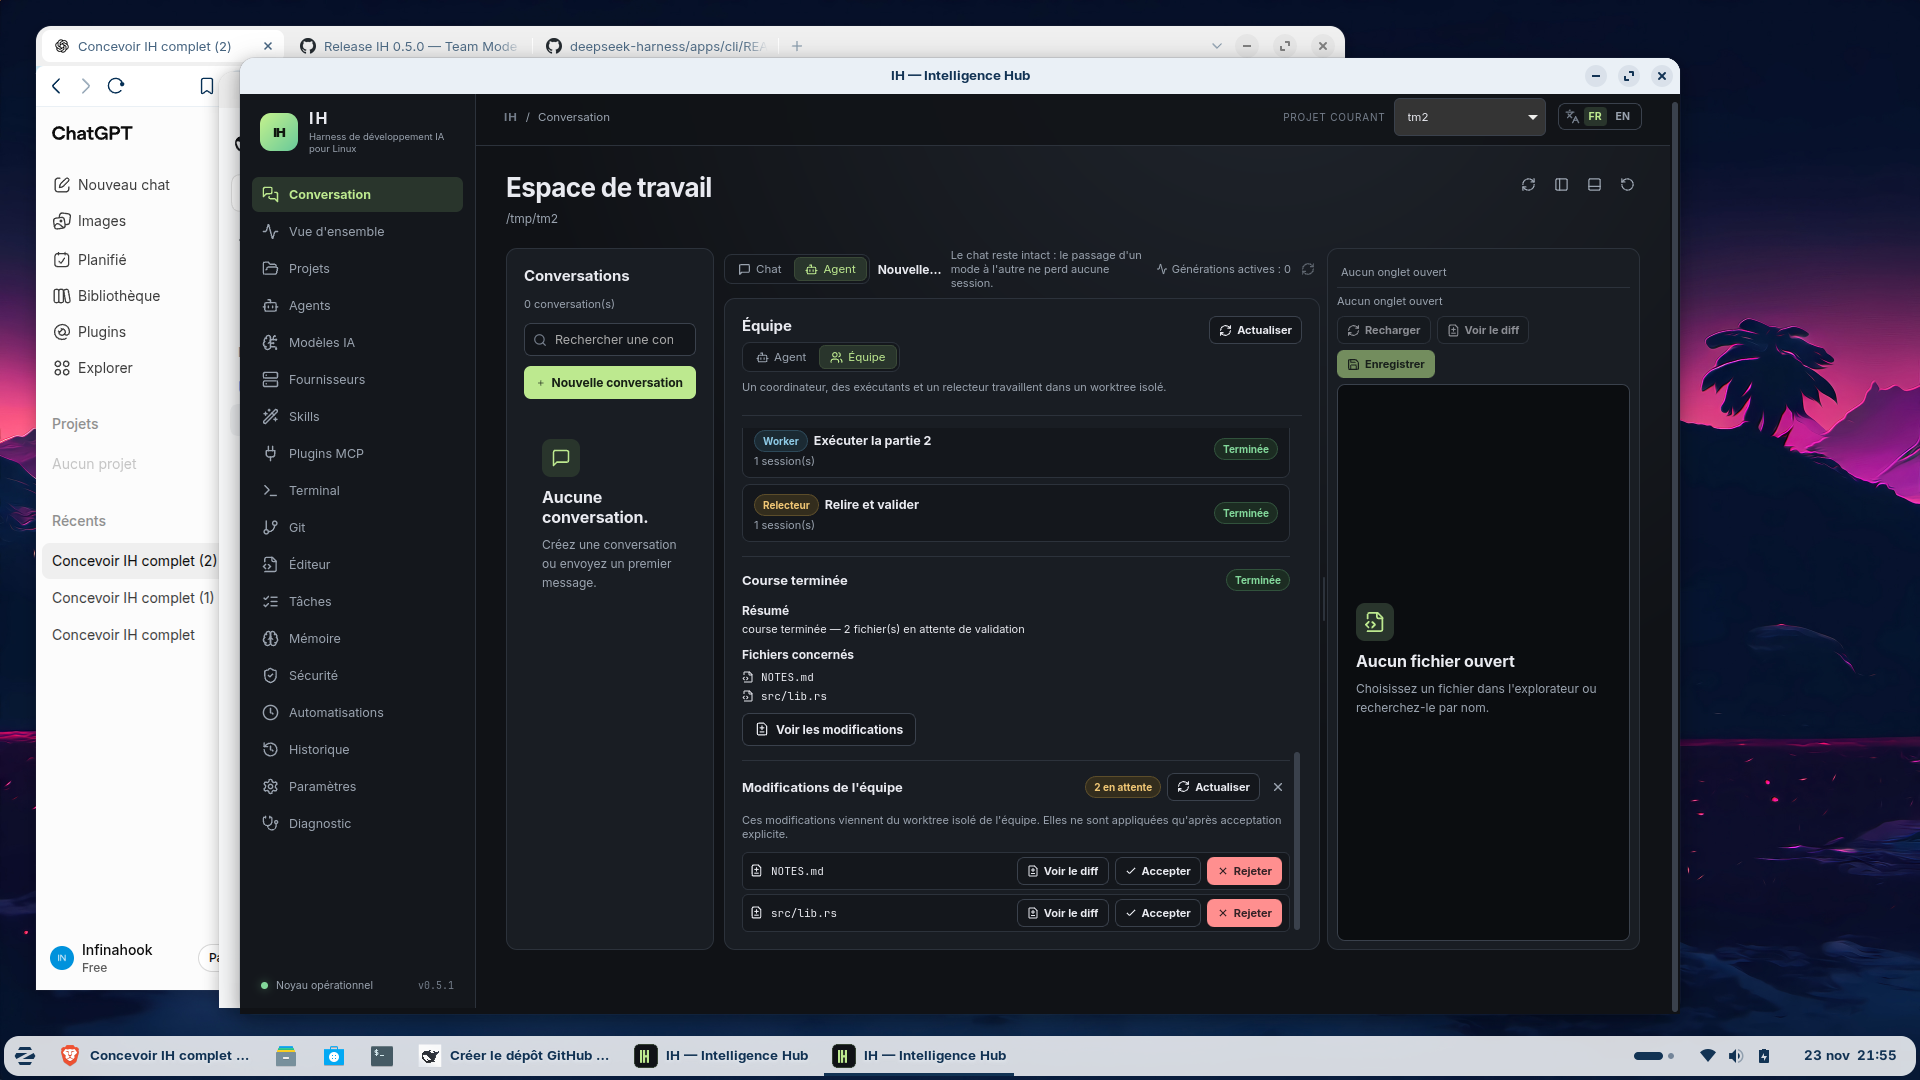 Concevoir IH complet (2)
Release IH 0.5.0 — Team Mode
deepseek-harness/apps/cli/REA
ChatGPT
Nouveau chat
Images
Planifié
Bibliothèque
Plugins
Explorer
Projets
Aucun projet
Récents
Concevoir IH complet (2)
Concevoir IH complet (1)
Concevoir IH complet
IN
Infinahook
Free
IH — Intelligence Hub
IH
IH
Harness de développement IA
pour Linux
Conversation
Vue d'ensemble
Projets
Agents
Modèles IA
Fournisseurs
Skills
Plugins MCP
Terminal
Git
Éditeur
Tâches
Mémoire
Sécurité
Automatisations
Historique
Paramètres
Diagnostic
Noyau opérationnel v0.5.1
IH / Conversation
PROJET COURANT tm2 FR EN
Espace de travail
/tmp/tm2
Conversations
0 conversation(s)
Rechercher une con
+ Nouvelle conversation
Aucune
conversation.
Créez une conversation
ou envoyez un premier
message.
Chat Agent Nouvelle...
Le chat reste intact : le passage d'un
mode à l'autre ne perd aucune
session.
Générations actives : 0
Équipe
Actualiser
Agent Équipe
Un coordinateur, des exécutants et un relecteur travaillent dans un worktree isolé.
Worker Exécuter la partie 2
1 session(s)
Terminée
Relecteur Relire et valider
1 session(s)
Terminée
Course terminée Terminée
Résumé
course terminée — 2 fichier(s) en attente de validation
Fichiers concernés
NOTES.md
src/lib.rs
Voir les modifications
Modifications de l'équipe 2 en attente Actualiser
Ces modifications viennent du worktree isolé de l'équipe. Elles ne sont appliquées qu'après acceptation
explicite.
NOTES.md Voir le diff Accepter Rejeter
src/lib.rs Voir le diff Accepter Rejeter
Aucun onglet ouvert
Aucun onglet ouvert
Recharger Voir le diff
Enregistrer
Aucun fichier ouvert
Choisissez un fichier dans l'explorateur ou
recherchez-le par nom.
Concevoir IH complet ...
Créer le dépôt GitHub ...
IH — Intelligence Hub
IH — Intelligence Hub
23 nov 21:55